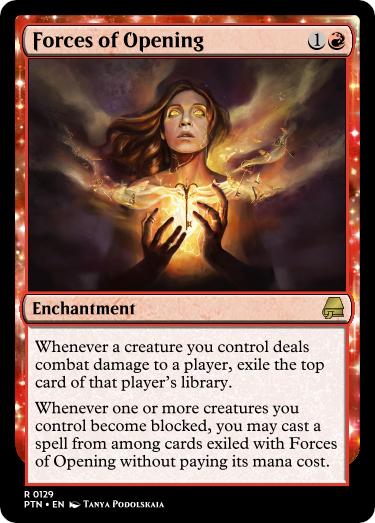 Forces of Opening 1
Enchantment
Whenever a creature you control deals
combat damage to a player, exile the top
card of that player's library.
Whenever one or more creatures you
control become blocked, you may cast a
spell from among cards exiled with Forces
of Opening without paying its mana cost.
R 0129
PTN • EN Tanya Podolskaia